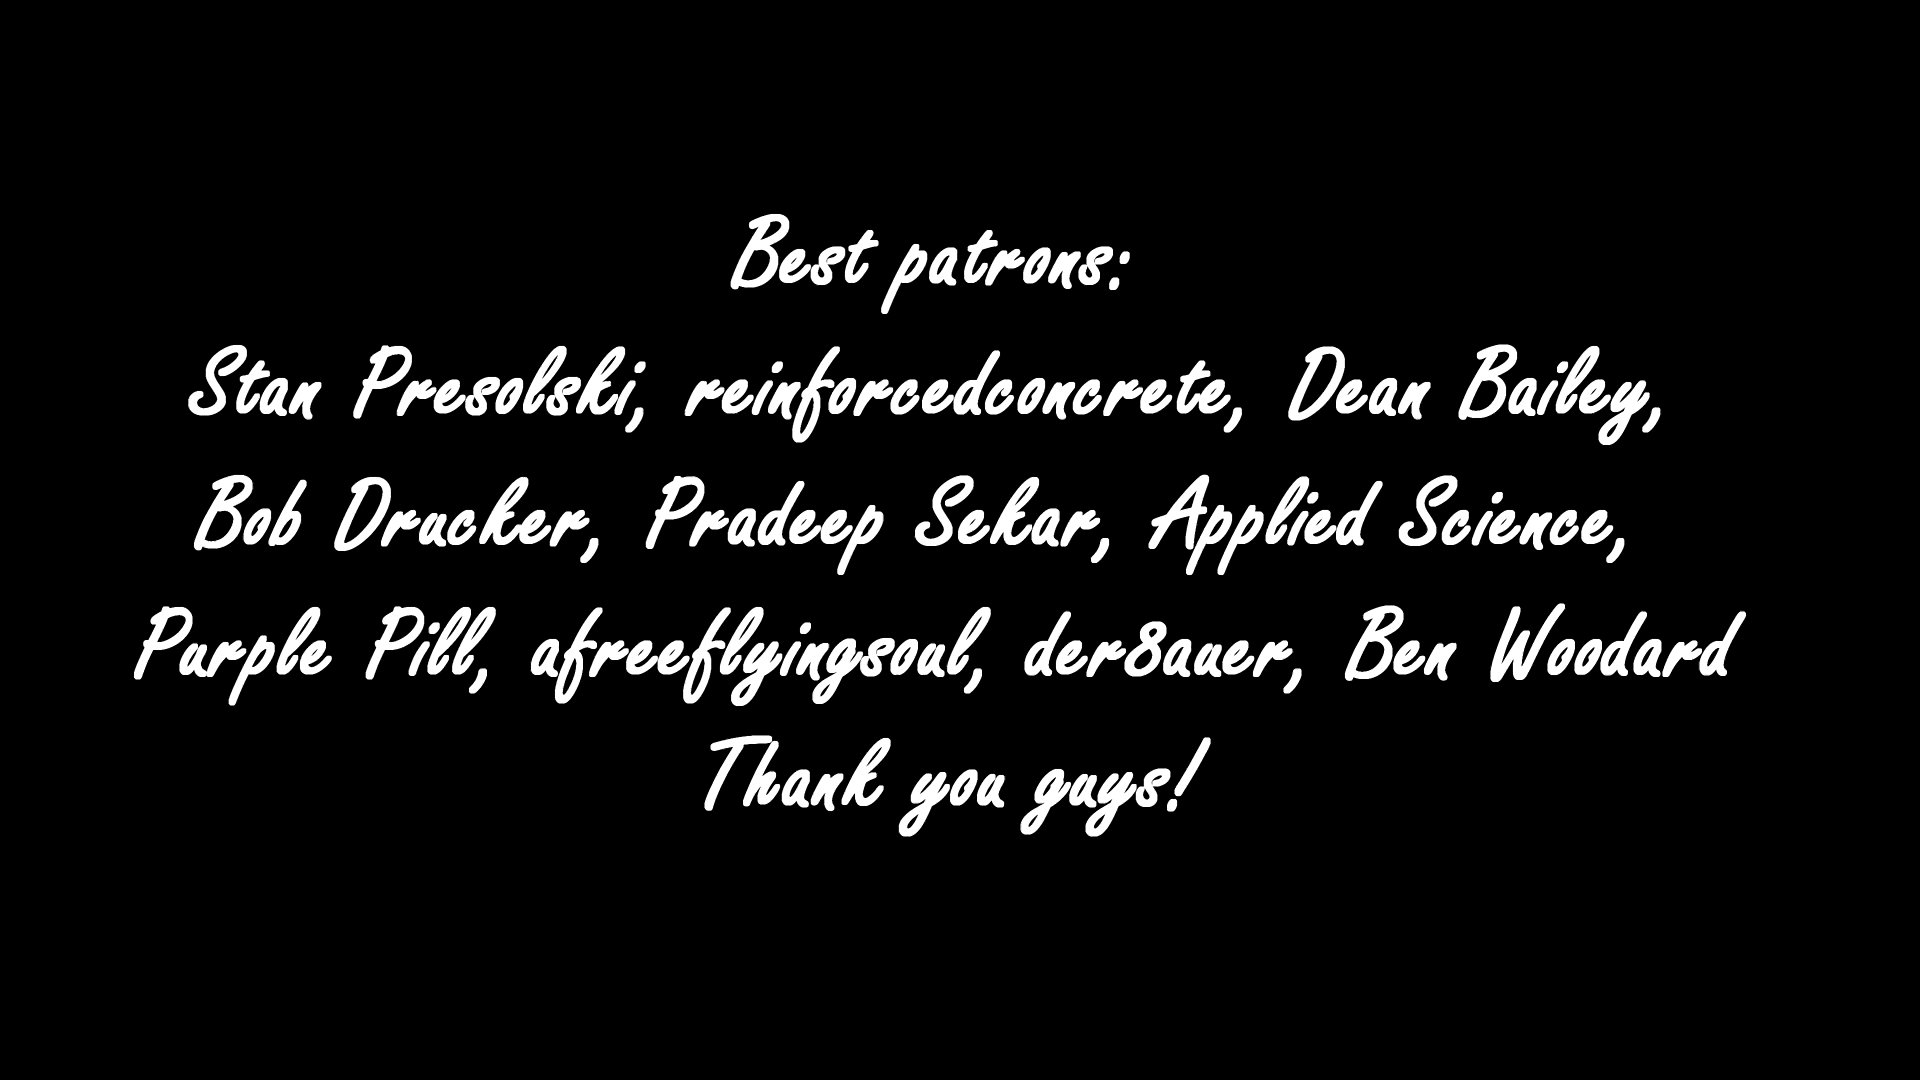 Best patrons:
Stan Presolski, reinforcedconcrete, Dean Bailey,
Bob Drucker, Pradeep Sekar, Applied Science,
Purple Pill, afreeflyingsoul, der8auer, Ben Woodard
Thank you guys!